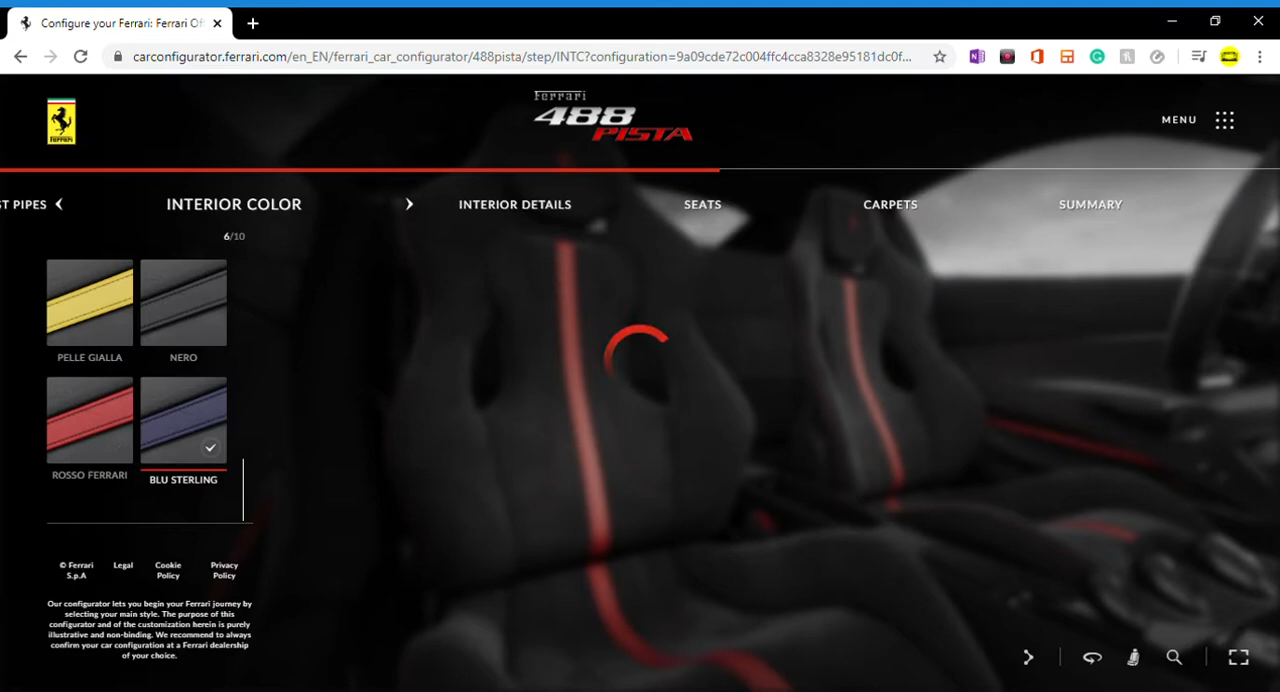 Configure your Ferrari: Ferrari Of
carconfigurator.ferrari.com/en_EN/ferrari_car_configurator/488pista/step/INTC?configuration=9a09cde72c004ffc4cca8328e95181dc0f...
Ferrari
Ferrari
488
PISTA
MENU
ST PIPES
INTERIOR COLOR
INTERIOR DETAILS
SEATS
CARPETS
SUMMARY
6/10
PELLE GIALLA
NERO
ROSSO FERRARI
BLU STERLING
© Ferrari
S.p.A
Legal
Cookie
Policy
Privacy
Policy
Our configurator lets you begin your Ferrari journey by
selecting your main style. The purpose of this
configurator and of the customization herein is purely
illustrative and non-binding. We recommend to always
confirm your car configuration at a Ferrari dealership
of your choice.